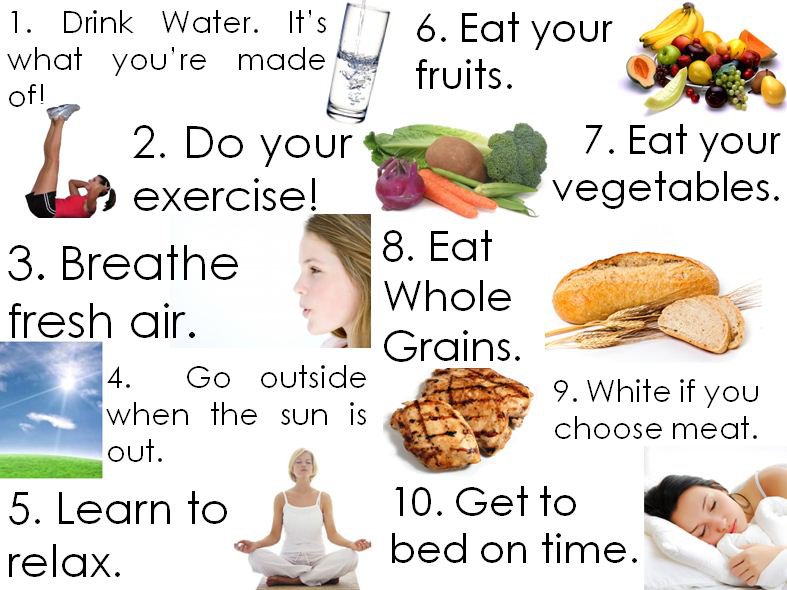 1. Drink Water. It's
what you're made
of!
2. Do your
exercise!
3. Breathe
fresh air.
4. Go outside
when the sun is
out.
5. Learn to
relax.
6. Eat your
fruits.
7. Eat your
vegetables.
8. Eat
Whole
Grains.
9. White if you
choose meat.
10. Get to
bed on time.